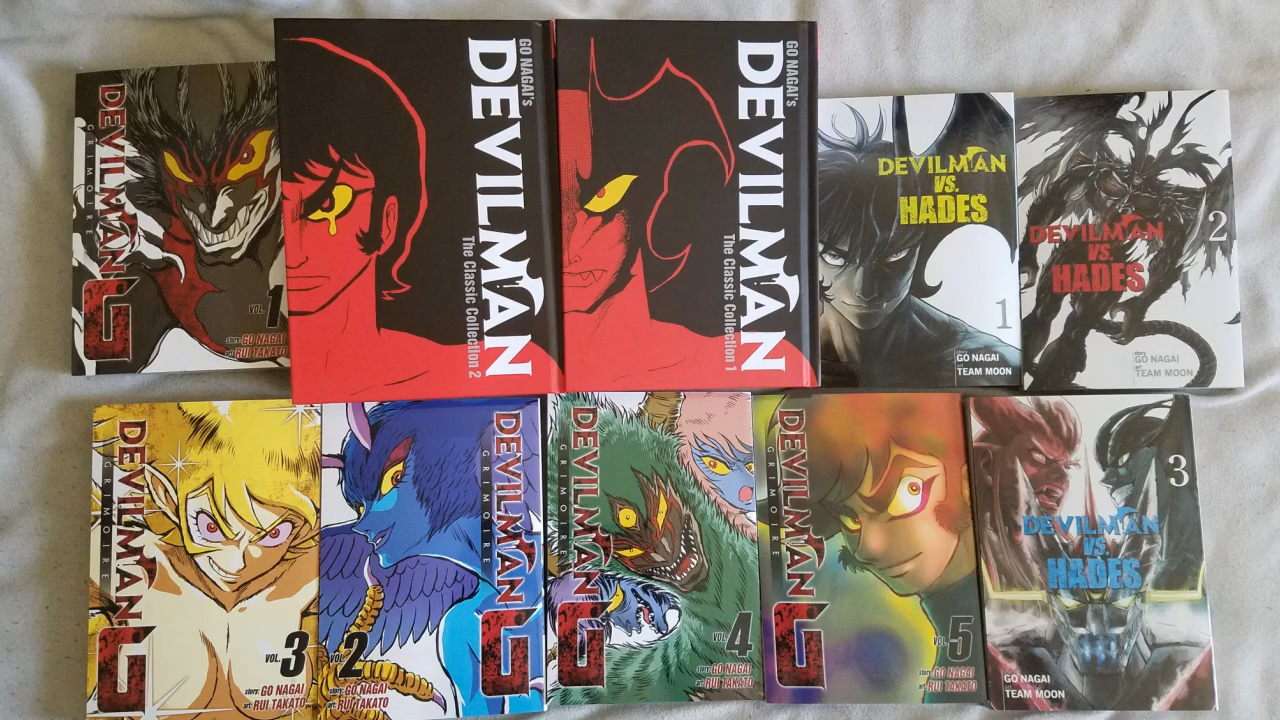 DEVILMAN G
GRIMOIRE
VOL. 1
story: GO NAGAI
art: RUI TAKATO
GO NAGAI's
DEVILMAN
The Classic Collection 2
GO NAGAI's
DEVILMAN
The Classic Collection 1
DEVILMAN
VS.
HADES
1
story
GO NAGAI
art
TEAM MOON
DEVILMAN
VS.
HADES
2
story
GO NAGAI
art
TEAM MOON
DEVILMAN G
GRIMOIRE
VOL. 3
story: GO NAGAI
art: RUI TAKATO
DEVILMAN G
GRIMOIRE
VOL. 2
story: GO NAGAI
art: RUI TAKATO
DEVILMAN G
GRIMOIRE
VOL. 4
story: GO NAGAI
art: RUI TAKATO
DEVILMAN G
GRIMOIRE
VOL. 5
story: GO NAGAI
art: RUI TAKATO
3
DEVILMAN
VS.
HADES
GO NAGAI
TEAM MOON